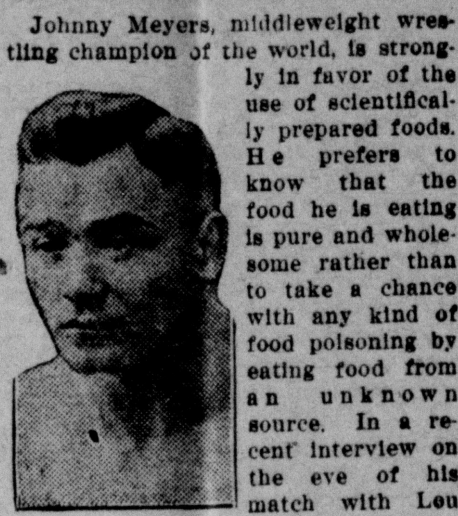 Johnny Meyers, middleweight wres-
tling champion of the world, is strong-
ly in favor of the
use of scientifical-
ly prepared foods.
He prefers to
know that the
food he is eating
is pure and whole-
some rather than
to take a chance
with any kind of
food poisoning by
eating food from
an unknown
source. In a re-
cent interview on
the eve of his
match with Lou